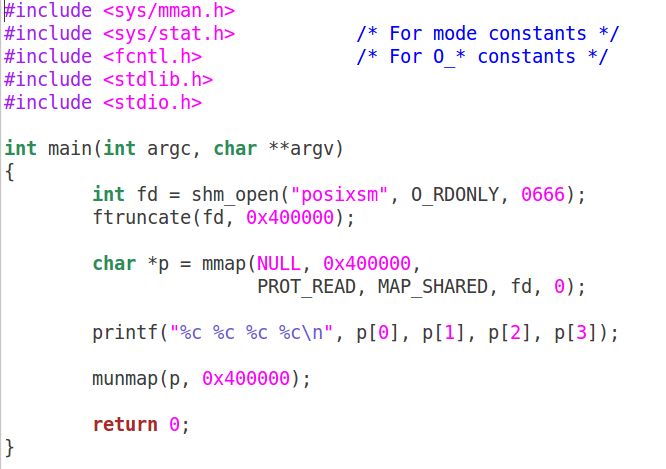 #include <sys/mman.h>
#include <sys/stat.h>           /* For mode constants */
#include <fcntl.h>              /* For O_* constants */
#include <stdlib.h>
#include <stdio.h>

int main(int argc, char **argv)
{
        int fd = shm_open("posixsm", O_RDONLY, 0666);
        ftruncate(fd, 0x400000);

        char *p = mmap(NULL, 0x400000,
                       PROT_READ, MAP_SHARED, fd, 0);

        printf("%c %c %c %c\n", p[0], p[1], p[2], p[3]);

        munmap(p, 0x400000);

        return 0;
}